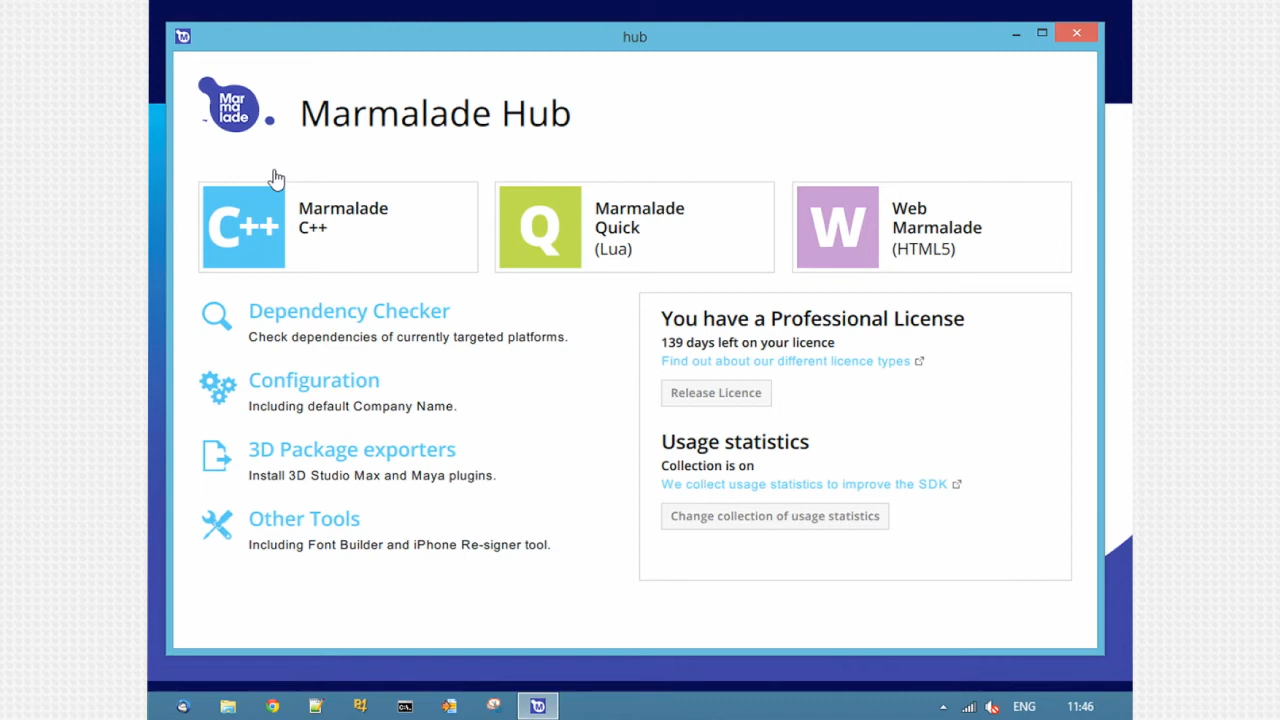 hub
Mar
ma
lade
Marmalade Hub
C++
Marmalade
C++
Q
Marmalade
Quick
(Lua)
W
Web
Marmalade
(HTML5)
Dependency Checker
Check dependencies of currently targeted platforms.
Configuration
Including default Company Name.
3D Package exporters
Install 3D Studio Max and Maya plugins.
Other Tools
Including Font Builder and iPhone Re-signer tool.
You have a Professional License
139 days left on your licence
Find out about our different licence types
Release Licence
Usage statistics
Collection is on
We collect usage statistics to improve the SDK
Change collection of usage statistics
ENG
11:46